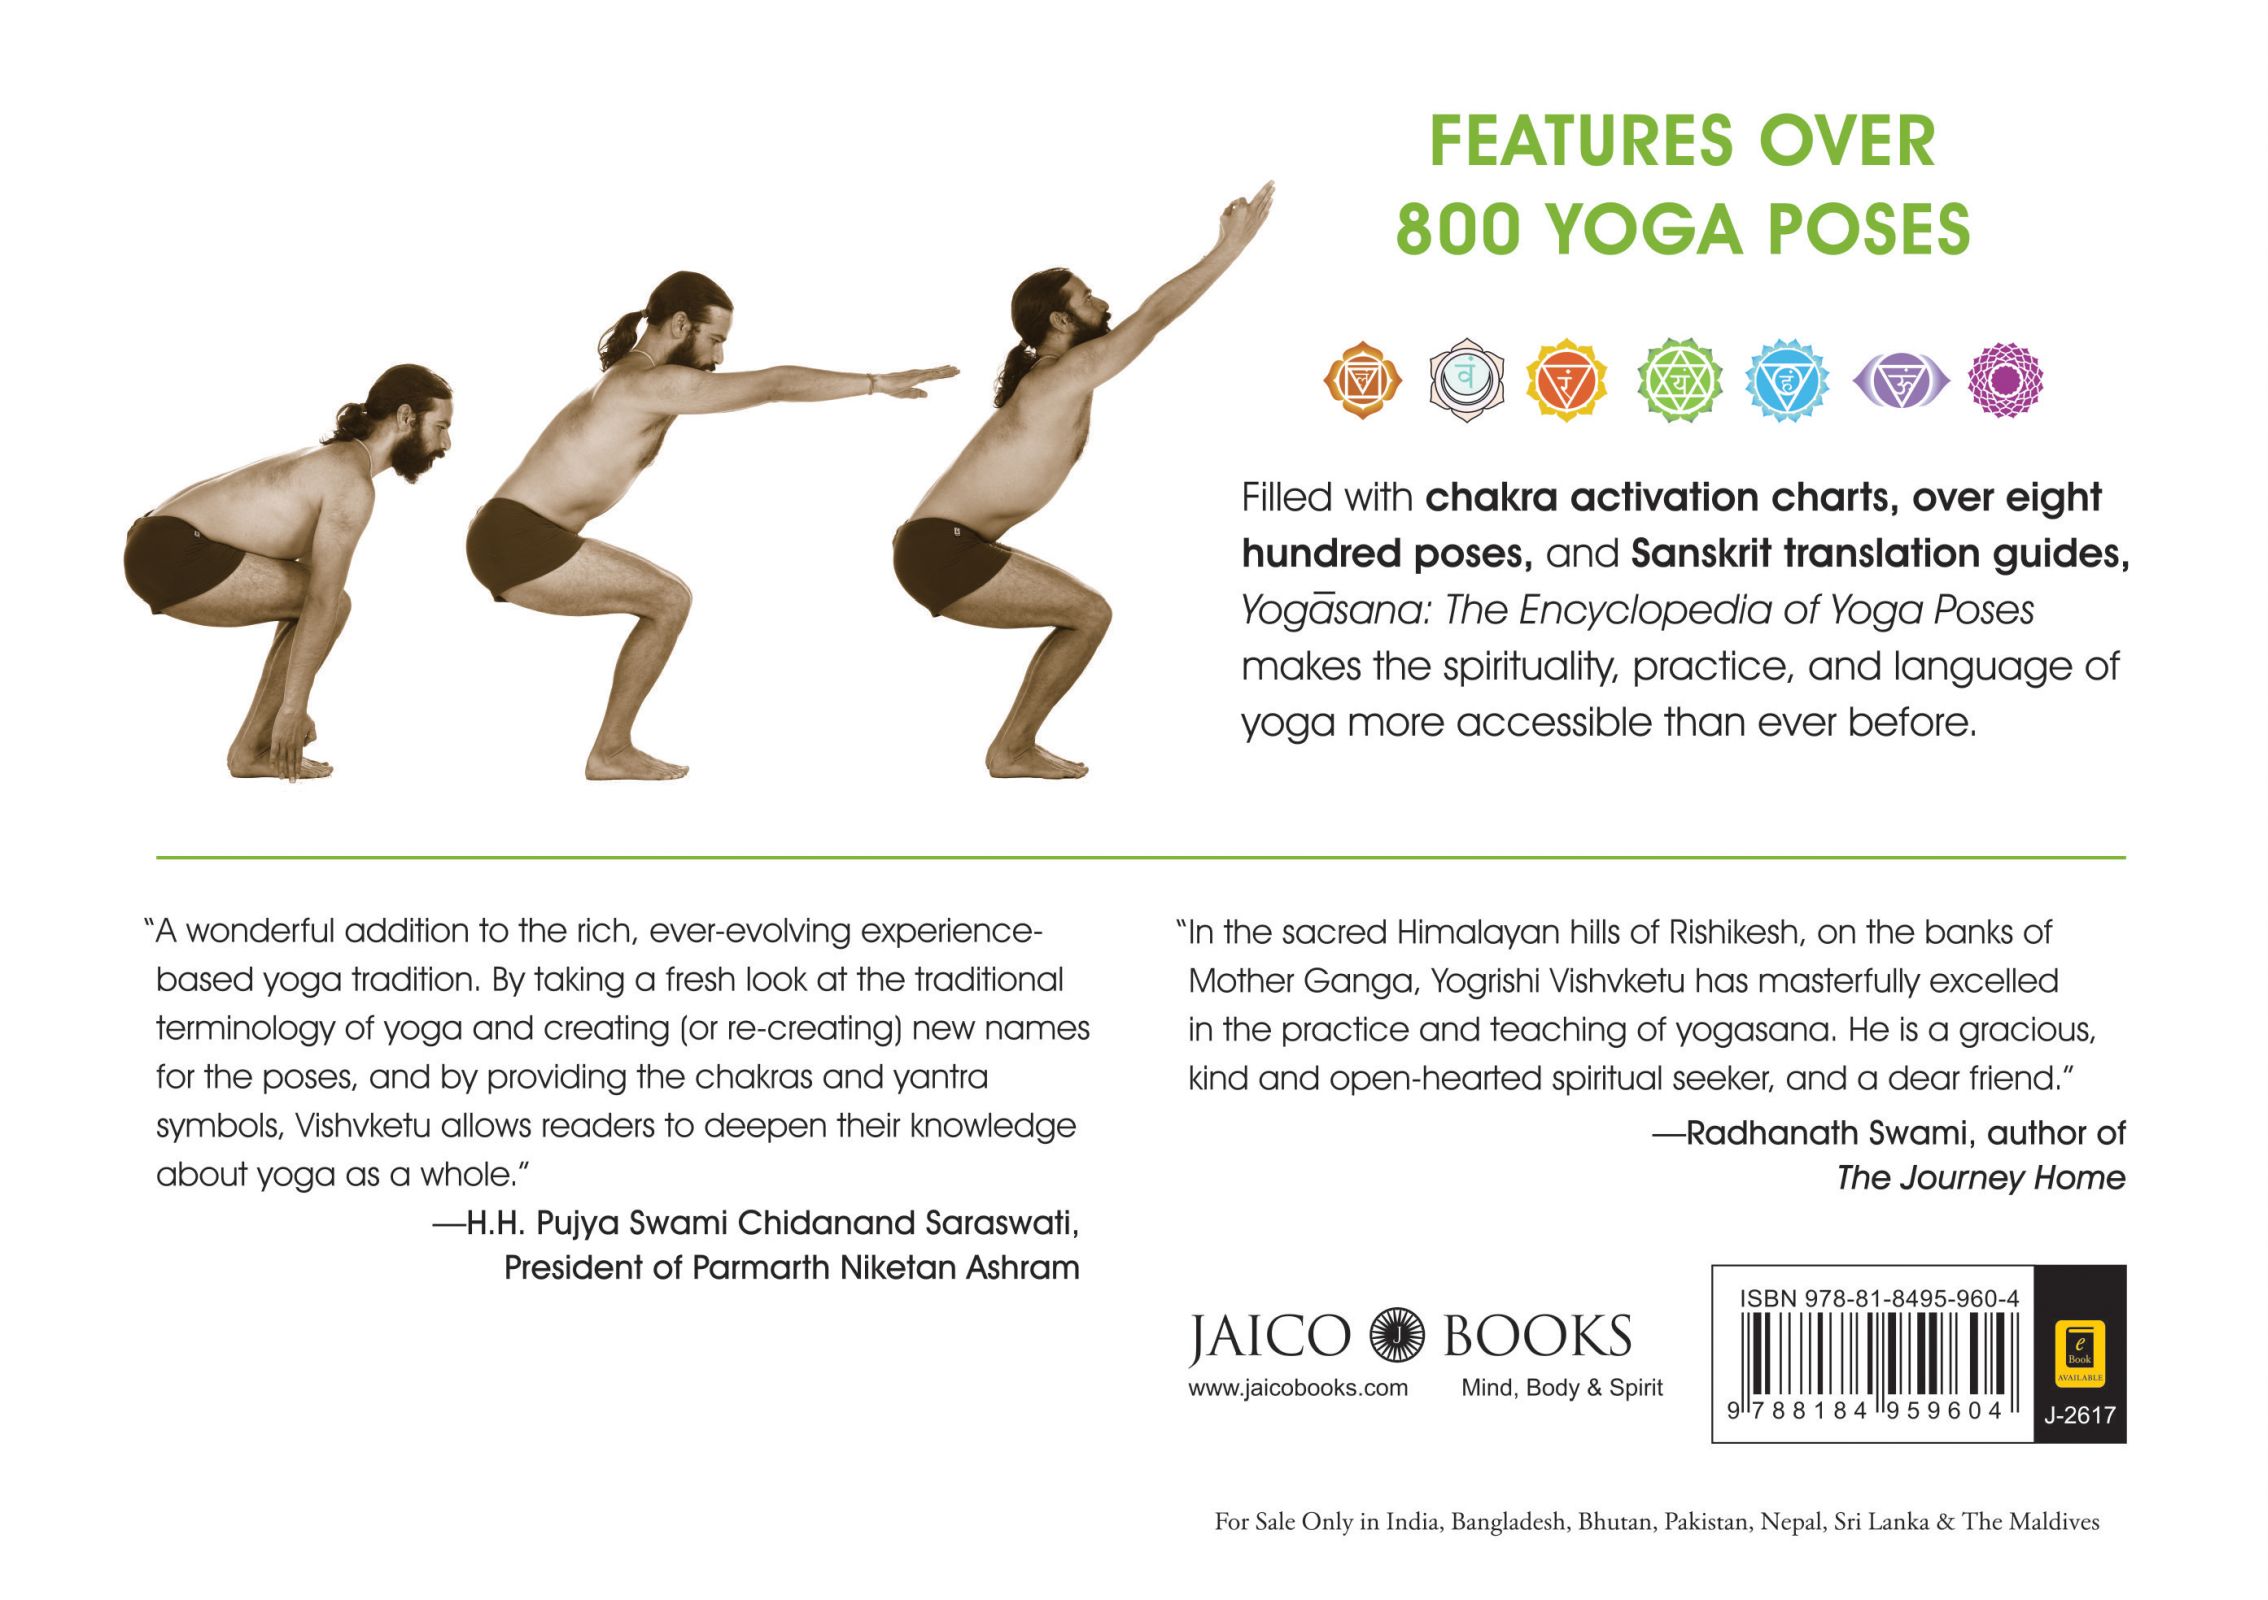 FEATURES OVER
800 YOGA POSES
लं
वं
रं
यं
हं
ॐ
Filled with chakra activation charts, over eight
hundred poses, and Sanskrit translation guides,
Yogāsana: The Encyclopedia of Yoga Poses
makes the spirituality, practice, and language of
yoga more accessible than ever before.
“A wonderful addition to the rich, ever-evolving experience-
based yoga tradition. By taking a fresh look at the traditional
terminology of yoga and creating (or re-creating) new names
for the poses, and by providing the chakras and yantra
symbols, Vishvketu allows readers to deepen their knowledge
about yoga as a whole.”
—H.H. Pujya Swami Chidanand Saraswati,
President of Parmarth Niketan Ashram
“In the sacred Himalayan hills of Rishikesh, on the banks of
Mother Ganga, Yogrishi Vishvketu has masterfully excelled
in the practice and teaching of yogasana. He is a gracious,
kind and open-hearted spiritual seeker, and a dear friend.”
—Radhanath Swami, author of
The Journey Home
JAICO J BOOKS
www.jaicobooks.com Mind, Body & Spirit
ISBN 978-81-8495-960-4
9 788184 959604
e
Book
AVAILABLE
J-2617
For Sale Only in India, Bangladesh, Bhutan, Pakistan, Nepal, Sri Lanka & The Maldives